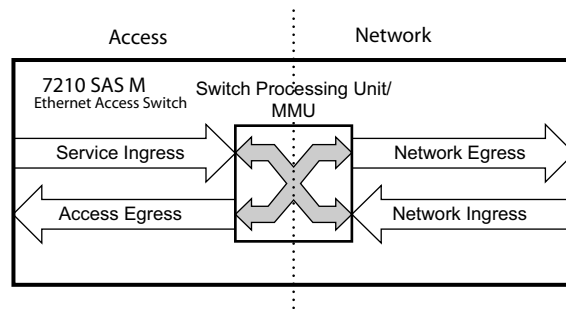 Access
Network
7210 SAS M
Ethernet Access Switch
Switch Processing Unit/
MMU
Service Ingress
Network Egress
Access Egress
Network Ingress